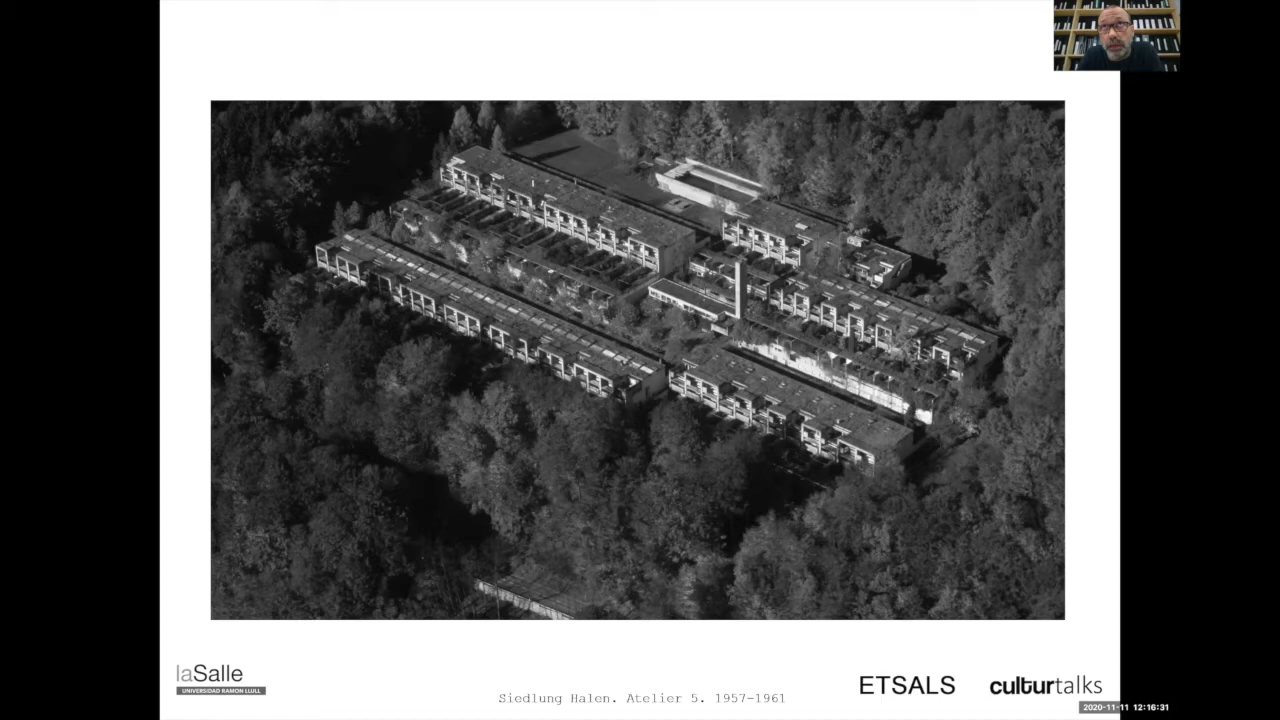 laSalle
UNIVERSIDAD RAMON LLULL
Siedlung Halen. Atelier 5. 1957-1961
ETSALS
culturtalks
2020-11-11 12:16:31